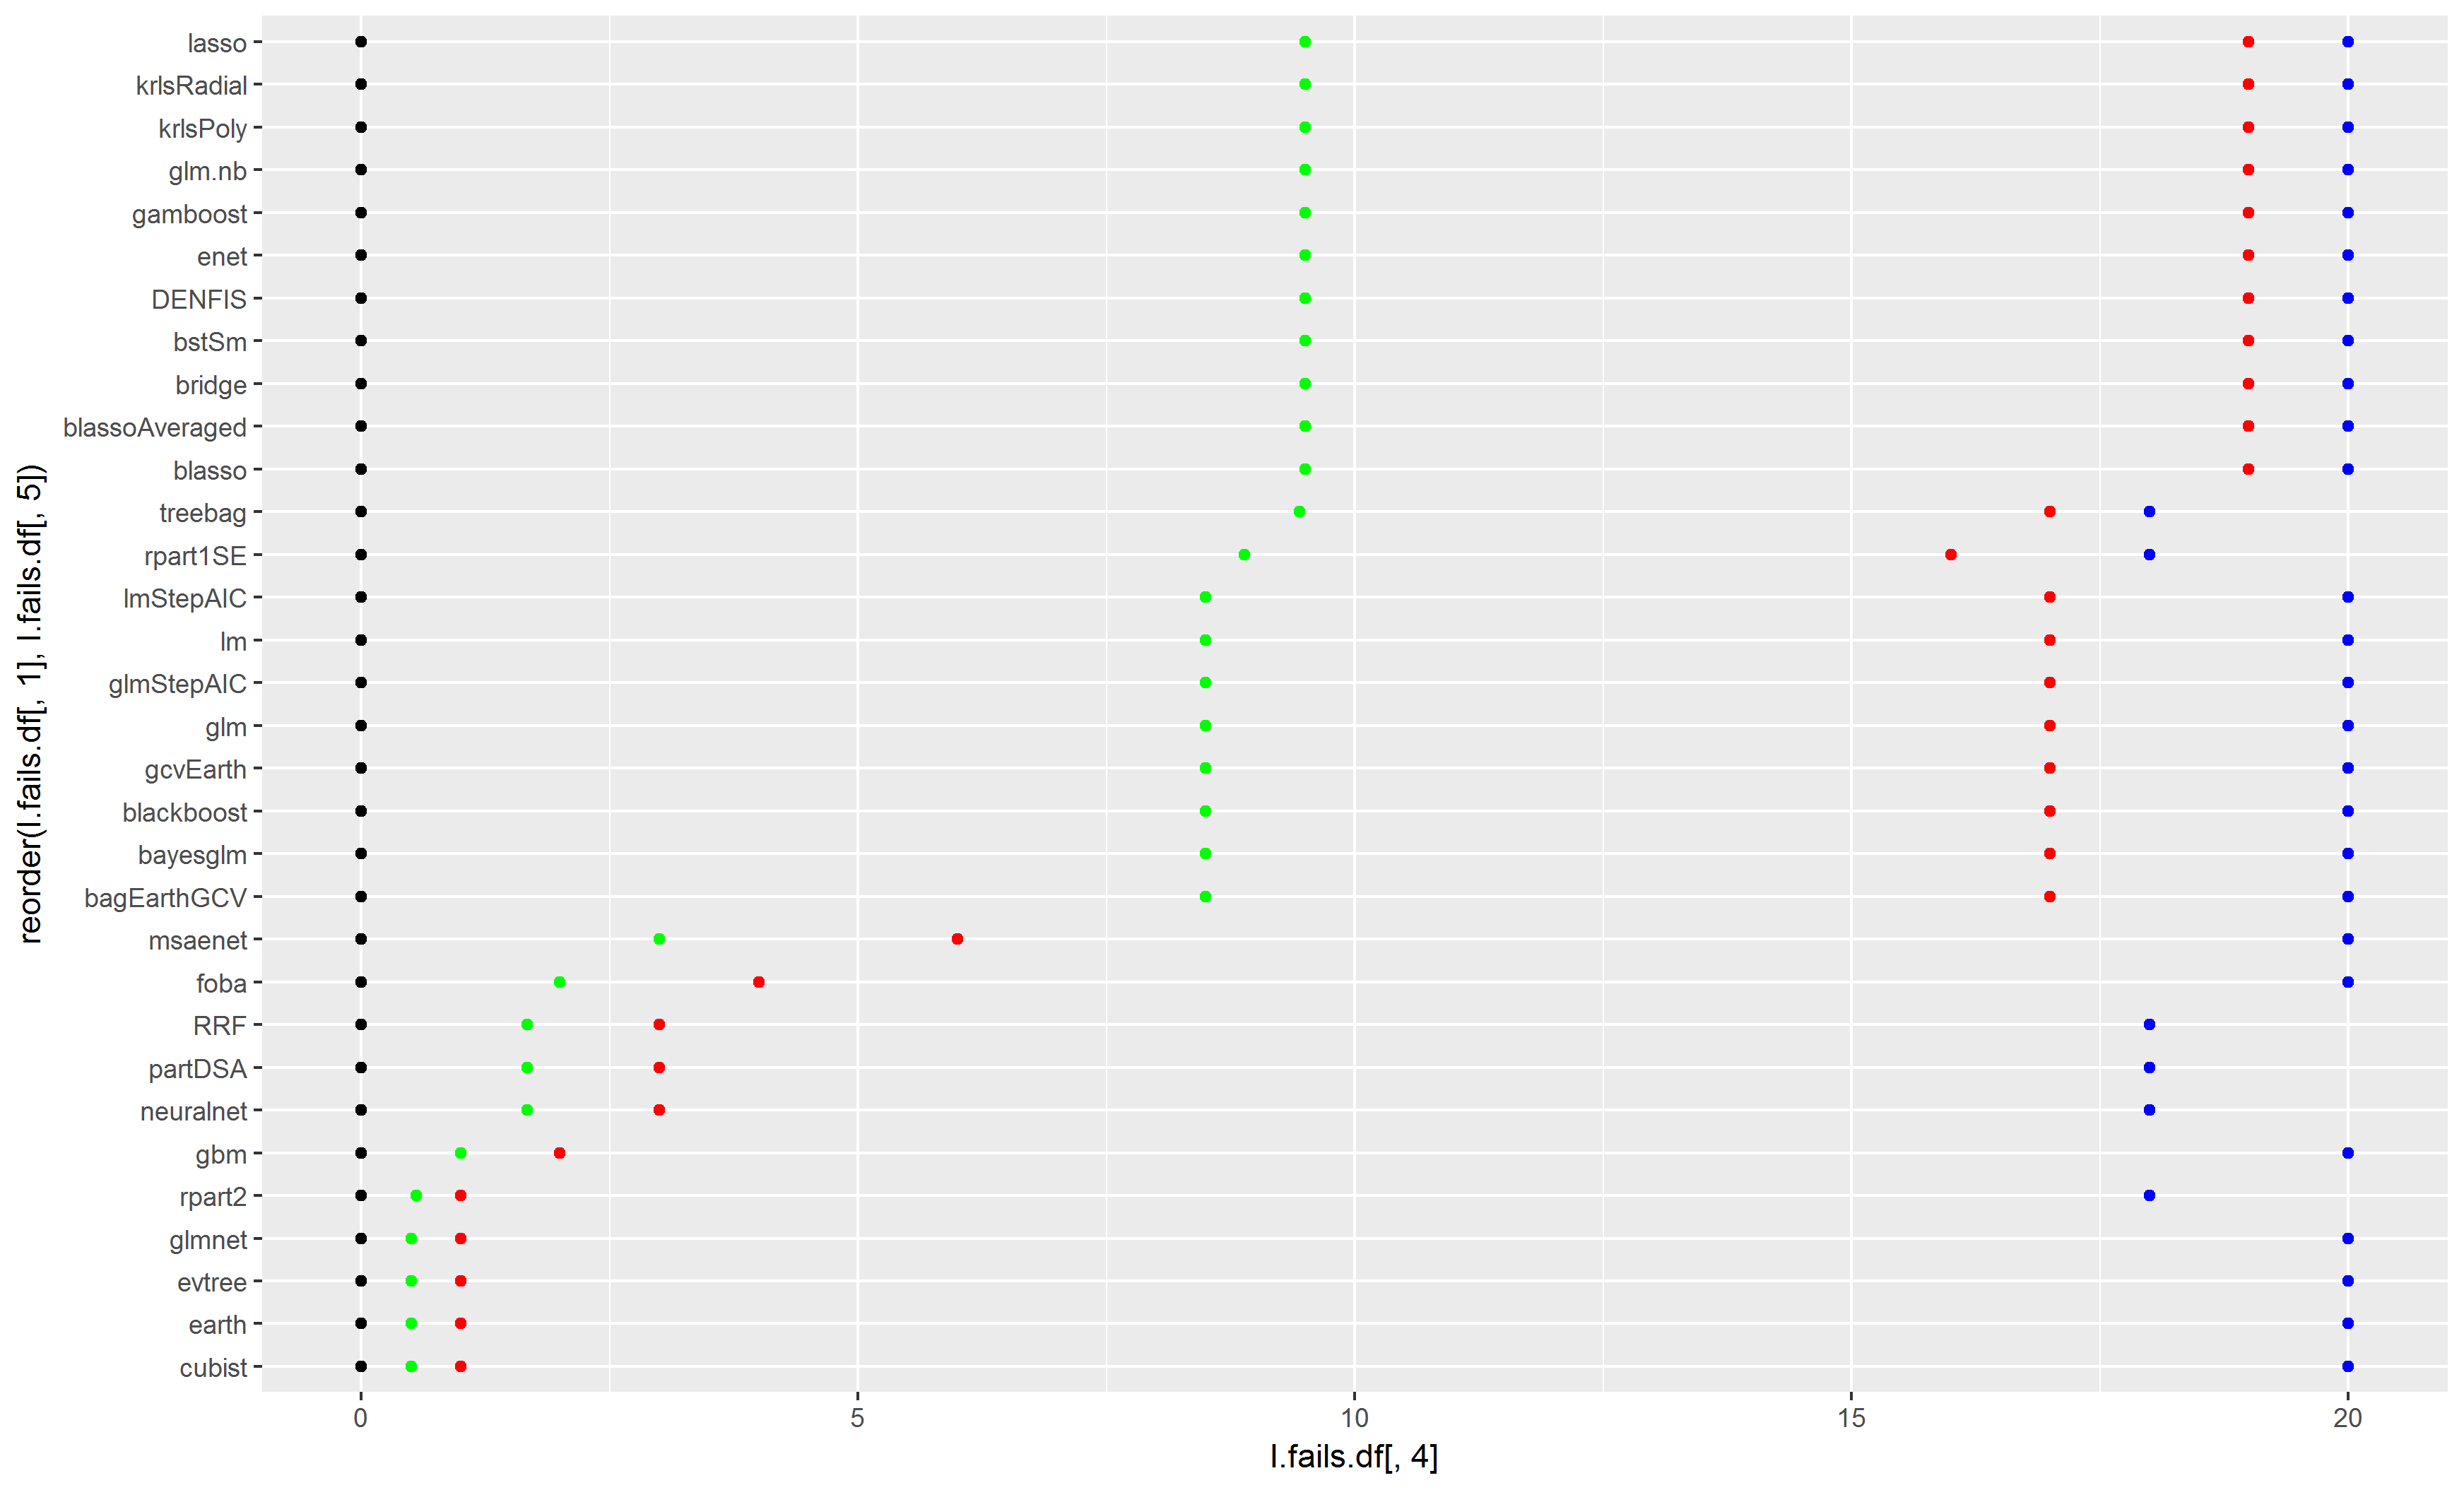 lasso
krlsRadial
krlsPoly
glm.nb
gamboost
enet
DENFIS
bstSm
bridge
blassoAveraged
blasso
treebag
rpart1SE
lmStepAIC
lm
glmStepAIC
glm
gcvEarth
blackboost
bayesglm
bagEarthGCV
msaenet
foba
RRF
partDSA
neuralnet
gbm
rpart2
glmnet
evtree
earth
cubist
reorder(l.fails.df[, 1], l.fails.df[, 5])
0 5 10 15 20
l.fails.df[, 4]